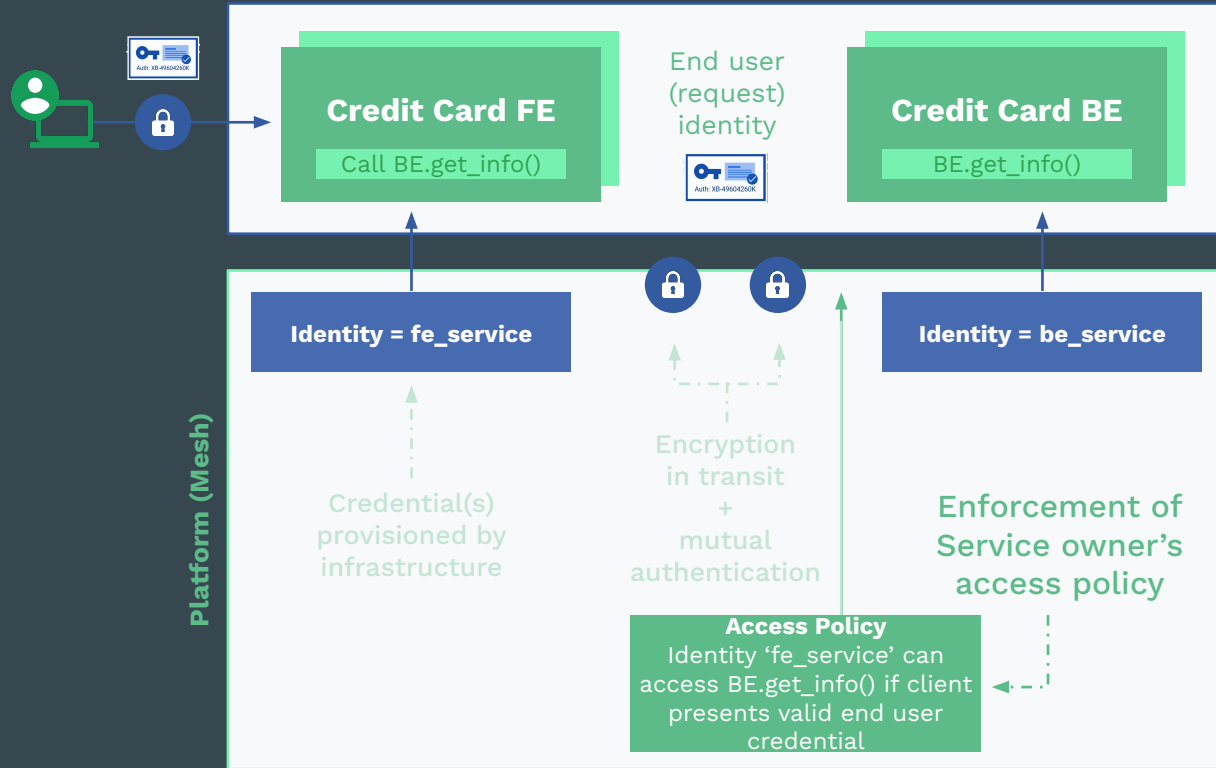 Auth: XB-49604260K
Credit Card FE
Call BE.get_info()
End user
(request)
identity
Auth: XB-49604260K
Credit Card BE
BE.get_info()
Identity = fe_service
Identity = be_service
Platform (Mesh)
Credential(s)
provisioned by
infrastructure
Encryption
in transit
+
mutual
authentication
Enforcement of
Service owner’s
access policy
Access Policy
Identity ‘fe_service’ can
access BE.get_info() if client
presents valid end user
credential